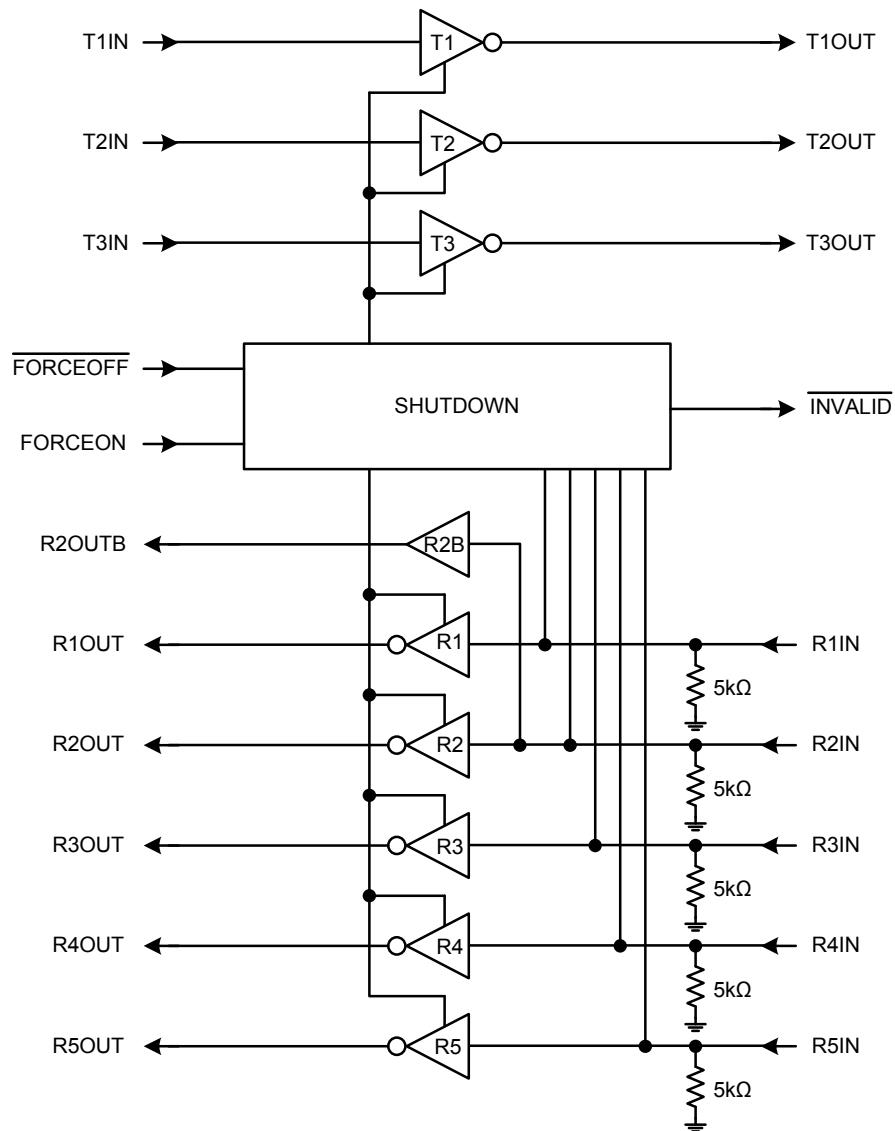 T1IN T1 T1OUT
T2IN T2 T2OUT
T3IN T3 T3OUT
FORCEOFF
SHUTDOWN INVALID
FORCEON
R2OUTB R2B
R1OUT R1 R1IN
5kΩ
R2OUT R2 R2IN
5kΩ
R3OUT R3 R3IN
5kΩ
R4OUT R4 R4IN
5kΩ
R5OUT R5 R5IN
5kΩ